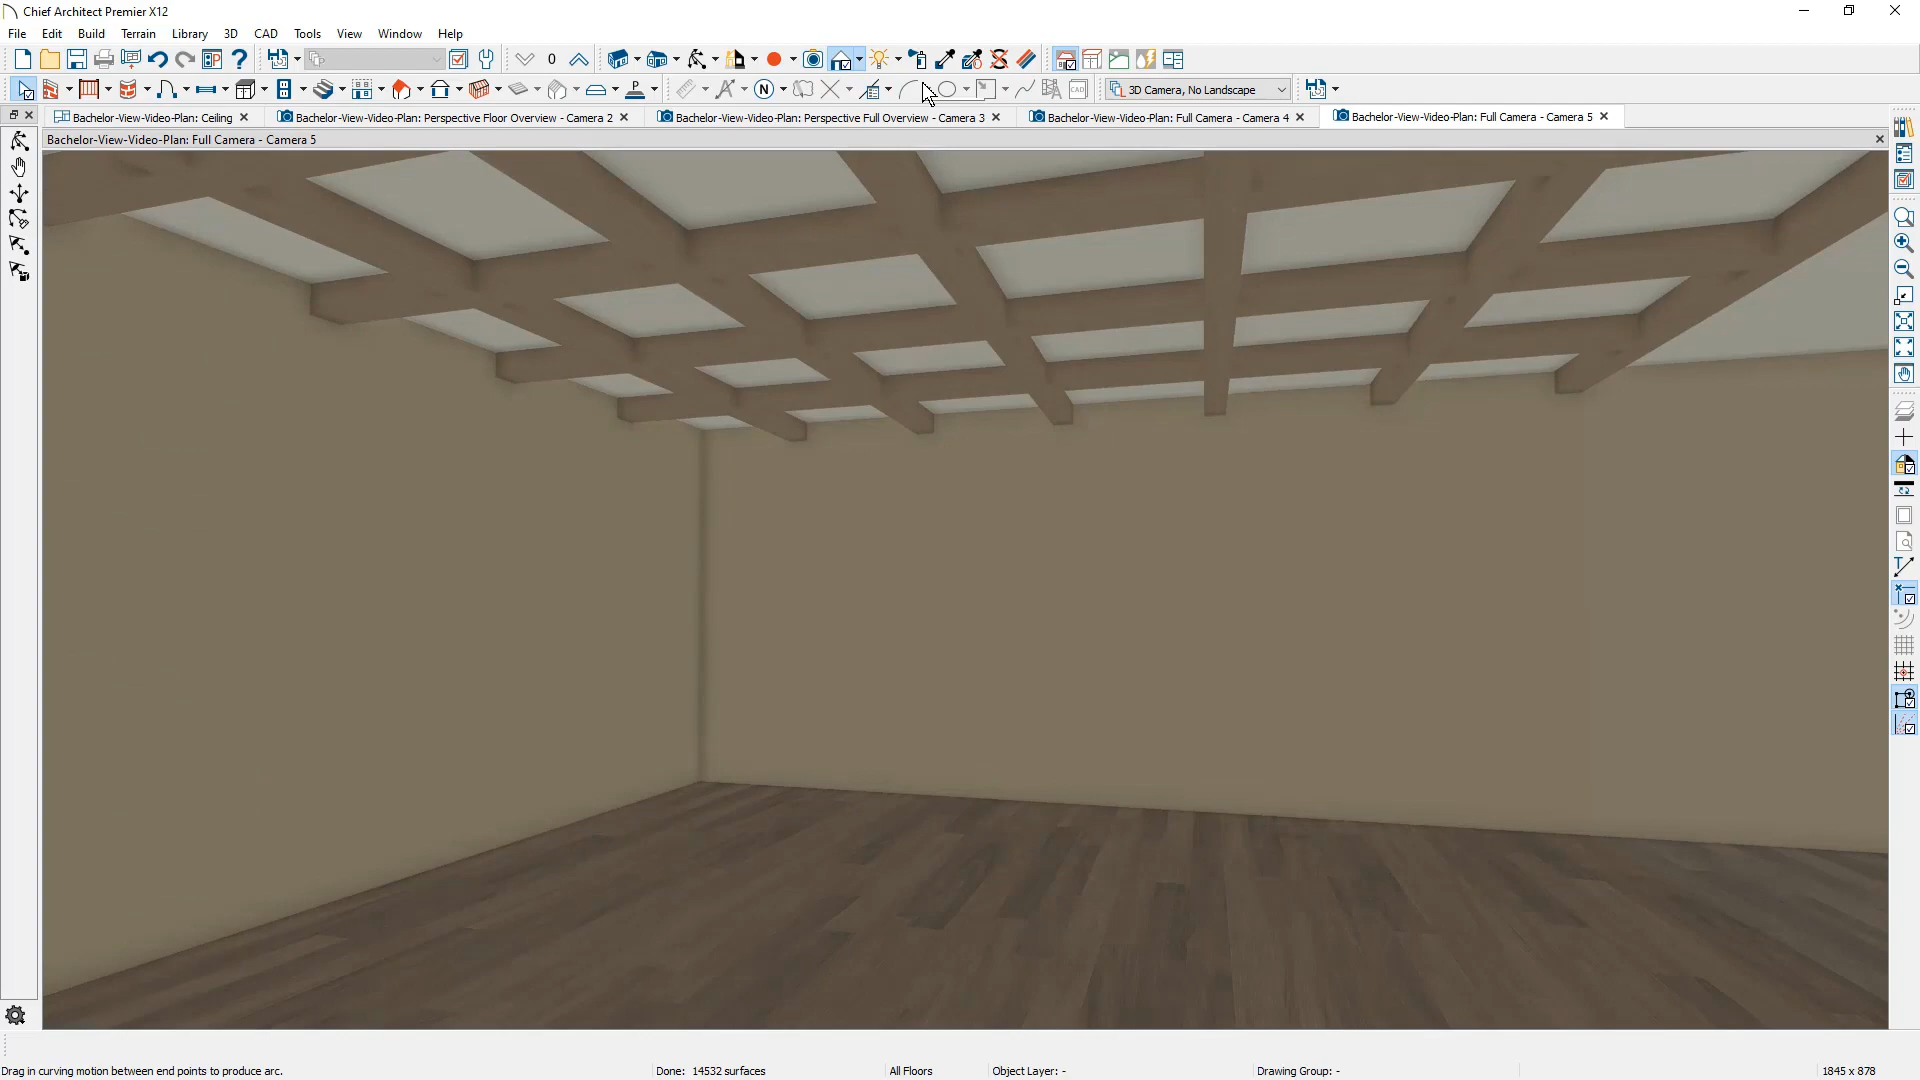 Chief Architect Premier X12
File Edit Build Terrain Library 3D CAD Tools View Window Help
0
N P CAD 3D Camera, No Landscape
Bachelor-View-Video-Plan: Ceiling Bachelor-View-Video-Plan: Perspective Floor Overview - Camera 2 Bachelor-View-Video-Plan: Perspective Full Overview - Camera 3 Bachelor-View-Video-Plan: Full Camera - Camera 4 Bachelor-View-Video-Plan: Full Camera - Camera 5
Bachelor-View-Video-Plan: Full Camera - Camera 5
T
Drag in curving motion between end points to produce arc. Done: 14532 surfaces All Floors Object Layer: - Drawing Group: - 1845 x 878